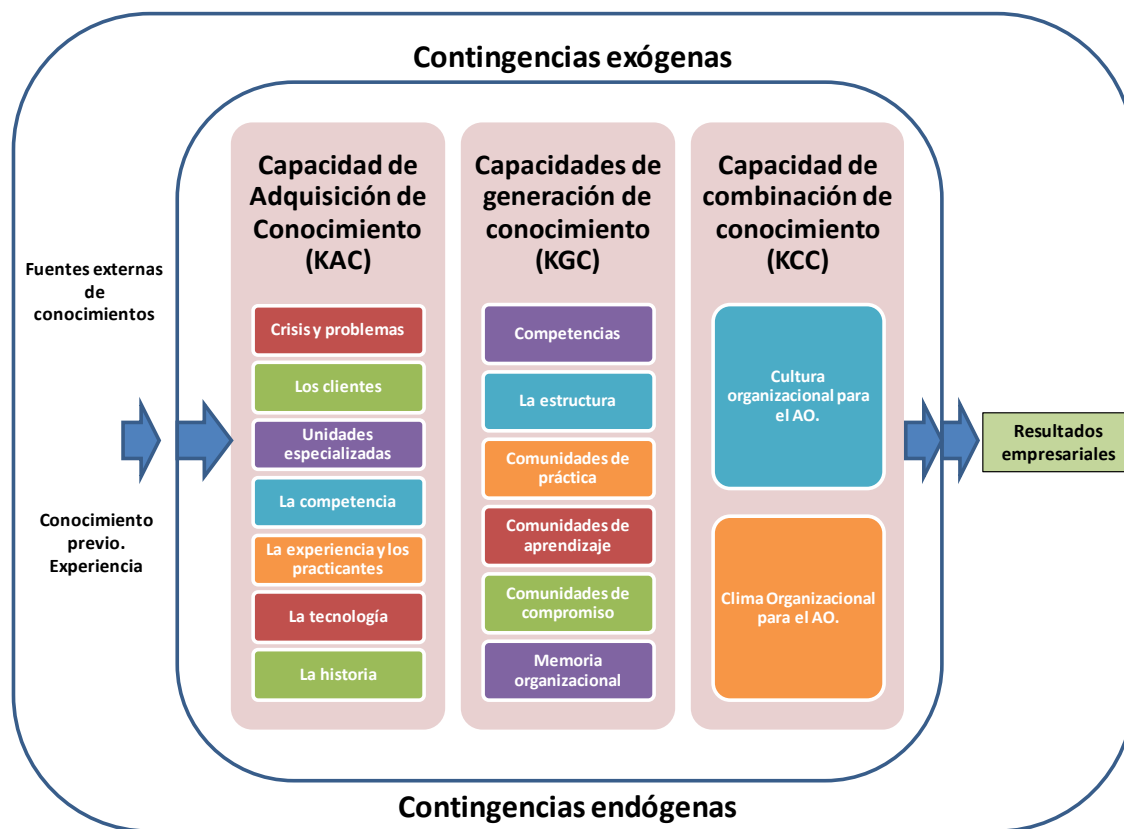 Contingencias exógenas
Fuentes externas
de
conocimientos
Conocimiento
previo.
Experiencia
Capacidad de
Adquisición de
Conocimiento
(KAC)
Crisis y problemas
Los clientes
Unidades
especializadas
La competencia
La experiencia y los
practicantes
La tecnología
La historia
Capacidades de
generación de
conocimiento
(KGC)
Competencias
La estructura
Comunidades de
práctica
Comunidades de
aprendizaje
Comunidades de
compromiso
Memoria
organizacional
Capacidad de
combinación de
conocimiento
(KCC)
Cultura
organizacional para
el AO.
Clima Organizacional
para el AO.
Resultados
empresariales
Contingencias endógenas